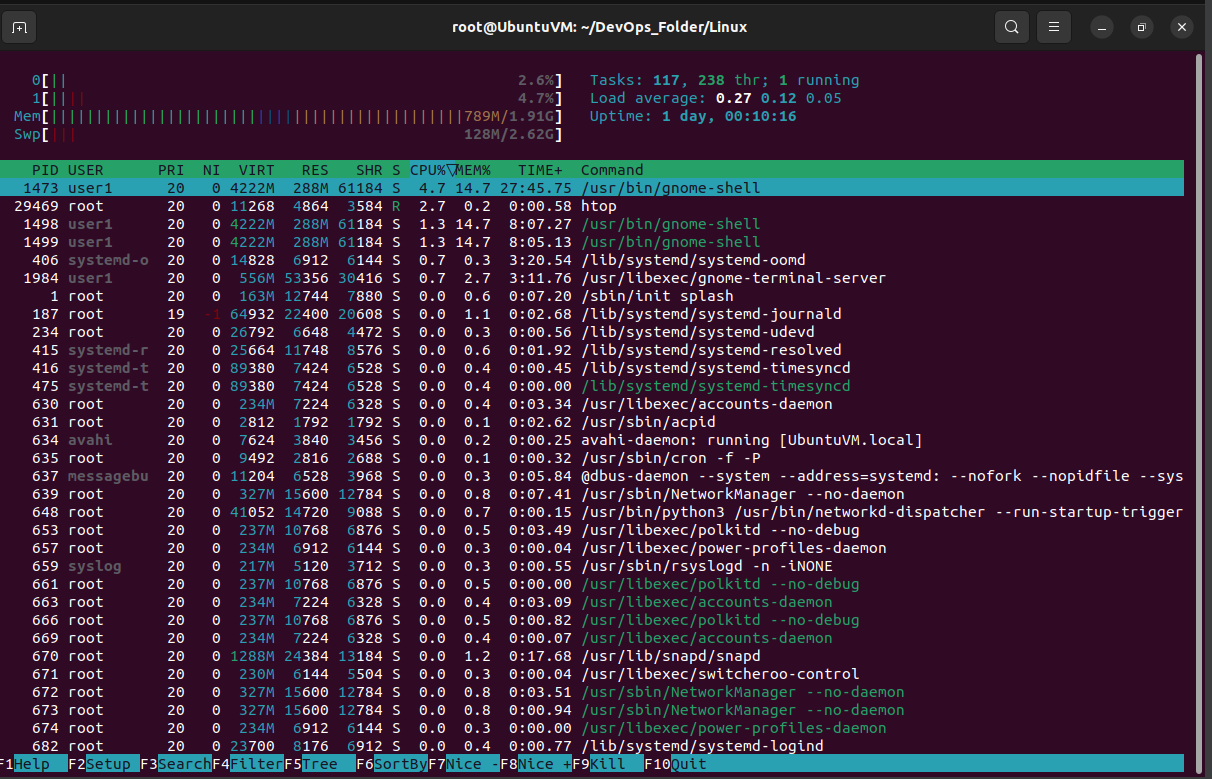 root@UbuntuVM: ~/DevOps_Folder/Linux
0[|| 2.6%] Tasks: 117, 238 thr; 1 running
1[|||| 4.7%] Load average: 0.27 0.12 0.05
Mem[||||||||||||||||||||||||||||||||||||||||||||||789M/1.91G] Uptime: 1 day, 00:10:16
Swp[||| 128M/2.62G]
PID USER PRI NI VIRT RES SHR S CPU%▽MEM% TIME+ Command
1473 user1 20 0 4222M 288M 61184 S 4.7 14.7 27:45.75 /usr/bin/gnome-shell
29469 root 20 0 11268 4864 3584 R 2.7 0.2 0:00.58 htop
1498 user1 20 0 4222M 288M 61184 S 1.3 14.7 8:07.27 /usr/bin/gnome-shell
1499 user1 20 0 4222M 288M 61184 S 1.3 14.7 8:05.13 /usr/bin/gnome-shell
406 systemd-o 20 0 14828 6912 6144 S 0.7 0.3 3:20.54 /lib/systemd/systemd-oomd
1984 user1 20 0 556M 53356 30416 S 0.7 2.7 3:11.76 /usr/libexec/gnome-terminal-server
1 root 20 0 163M 12744 7880 S 0.0 0.6 0:07.20 /sbin/init splash
187 root 19 -1 64932 22400 20608 S 0.0 1.1 0:02.68 /lib/systemd/systemd-journald
234 root 20 0 26792 6648 4472 S 0.0 0.3 0:00.56 /lib/systemd/systemd-udevd
415 systemd-r 20 0 25664 11748 8576 S 0.0 0.6 0:01.92 /lib/systemd/systemd-resolved
416 systemd-t 20 0 89380 7424 6528 S 0.0 0.4 0:00.45 /lib/systemd/systemd-timesyncd
475 systemd-t 20 0 89380 7424 6528 S 0.0 0.4 0:00.00 /lib/systemd/systemd-timesyncd
630 root 20 0 234M 7224 6328 S 0.0 0.4 0:03.34 /usr/libexec/accounts-daemon
631 root 20 0 2812 1792 1792 S 0.0 0.1 0:02.62 /usr/sbin/acpid
634 avahi 20 0 7624 3840 3456 S 0.0 0.2 0:00.25 avahi-daemon: running [UbuntuVM.local]
635 root 20 0 9492 2816 2688 S 0.0 0.1 0:00.32 /usr/sbin/cron -f -P
637 messagebu 20 0 11204 6528 3968 S 0.0 0.3 0:05.84 @dbus-daemon --system --address=systemd: --nofork --nopidfile --sys
639 root 20 0 327M 15600 12784 S 0.0 0.8 0:07.41 /usr/sbin/NetworkManager --no-daemon
648 root 20 0 41052 14720 9088 S 0.0 0.7 0:00.15 /usr/bin/python3 /usr/bin/networkd-dispatcher --run-startup-trigger
653 root 20 0 237M 10768 6876 S 0.0 0.5 0:03.49 /usr/libexec/polkitd --no-debug
657 root 20 0 234M 6912 6144 S 0.0 0.3 0:00.04 /usr/libexec/power-profiles-daemon
659 syslog 20 0 217M 5120 3712 S 0.0 0.3 0:00.55 /usr/sbin/rsyslogd -n -iNONE
661 root 20 0 237M 10768 6876 S 0.0 0.5 0:00.00 /usr/libexec/polkitd --no-debug
663 root 20 0 234M 7224 6328 S 0.0 0.4 0:03.09 /usr/libexec/accounts-daemon
666 root 20 0 237M 10768 6876 S 0.0 0.5 0:00.82 /usr/libexec/polkitd --no-debug
669 root 20 0 234M 7224 6328 S 0.0 0.4 0:00.07 /usr/libexec/accounts-daemon
670 root 20 0 1288M 24384 13184 S 0.0 1.2 0:17.68 /usr/lib/snapd/snapd
671 root 20 0 230M 6144 5504 S 0.0 0.3 0:00.04 /usr/libexec/switcheroo-control
672 root 20 0 327M 15600 12784 S 0.0 0.8 0:03.51 /usr/sbin/NetworkManager --no-daemon
673 root 20 0 327M 15600 12784 S 0.0 0.8 0:00.94 /usr/sbin/NetworkManager --no-daemon
674 root 20 0 234M 6912 6144 S 0.0 0.3 0:00.00 /usr/libexec/power-profiles-daemon
682 root 20 0 23700 8176 6912 S 0.0 0.4 0:00.77 /lib/systemd/systemd-logind
F1Help F2Setup F3SearchF4FilterF5Tree F6SortByF7Nice -F8Nice +F9Kill F10Quit